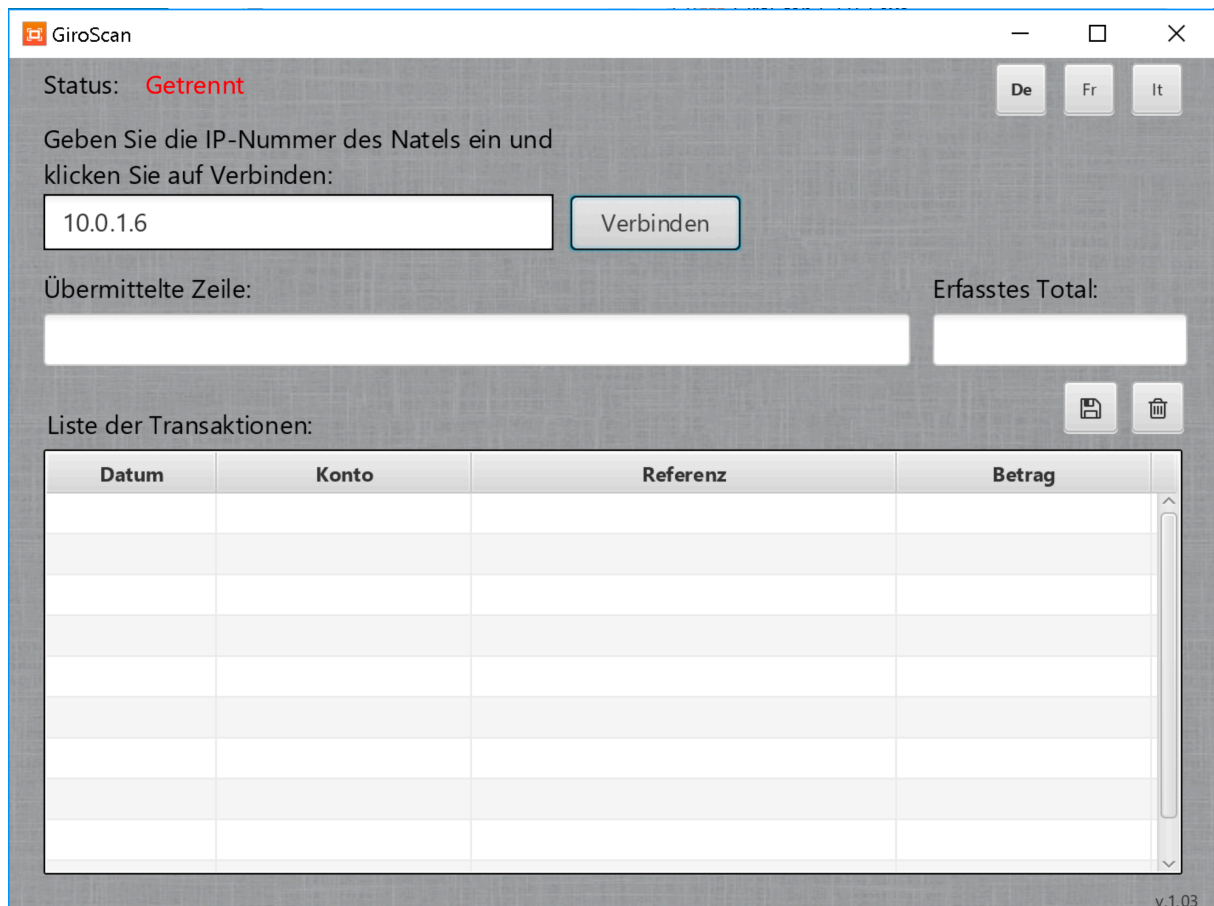 GiroScan
Status: Getrennt
De Fr It
Geben Sie die IP-Nummer des Natels ein und
klicken Sie auf Verbinden:
10.0.1.6 Verbinden
Übermittelte Zeile: Erfasstes Total:
Liste der Transaktionen:
Datum Konto Referenz Betrag
v.1.03